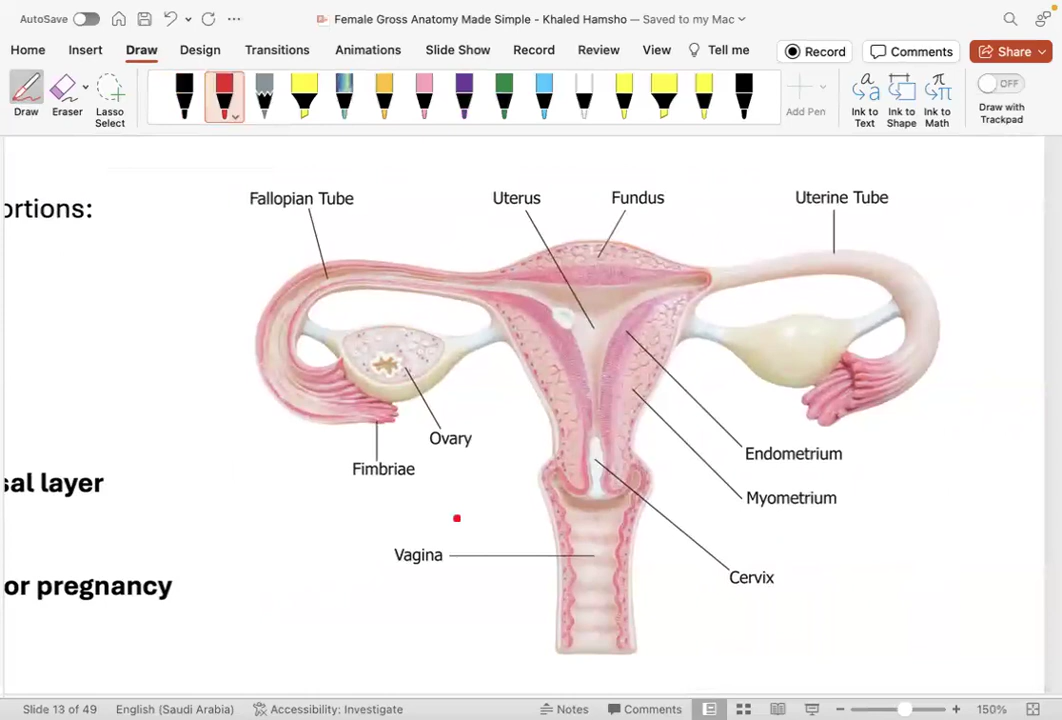 AutoSave
Female Gross Anatomy Made Simple - Khaled Hamsho — Saved to my Mac
Home Insert Draw Design Transitions Animations Slide Show Record Review View Tell me Record Comments Share
Draw Eraser Lasso Select Add Pen Ink to Text Ink to Shape Ink to Math OFF Draw with Trackpad
ortions:
Fallopian Tube
Uterus
Fundus
Uterine Tube
Ovary
Fimbriae
Endometrium
sal layer
Myometrium
Vagina
Cervix
or pregnancy
Slide 13 of 49 English (Saudi Arabia) Accessibility: Investigate Notes Comments 150%